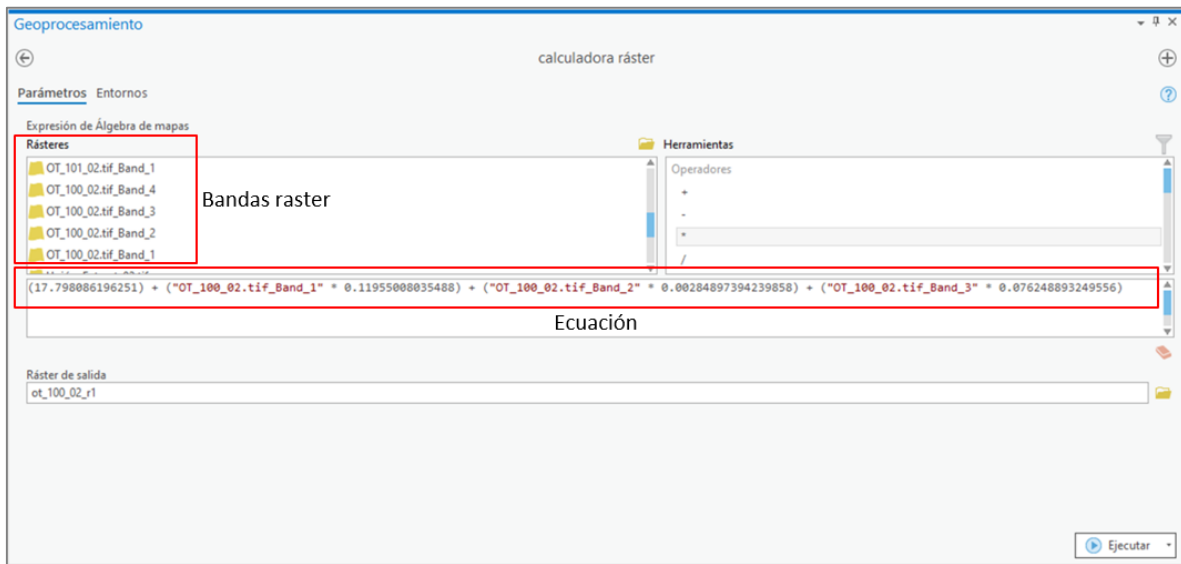 Geoprocesamiento
calculadora ráster
Parámetros Entornos
Expresión de Álgebra de mapas
Rásteres
Herramientas
OT_101_02.tif_Band_1
OT_100_02.tif_Band_4
OT_100_02.tif_Band_3
OT_100_02.tif_Band_2
OT_100_02.tif_Band_1
Bandas raster
Operadores
+
-
*
/
(17.798086196251) + ("OT_100_02.tif_Band_1" * 0.11955008035488) + ("OT_100_02.tif_Band_2" * 0.00284897394239858) + ("OT_100_02.tif_Band_3" * 0.076248893249556)
Ecuación
Ráster de salida
ot_100_02_r1
Ejecutar